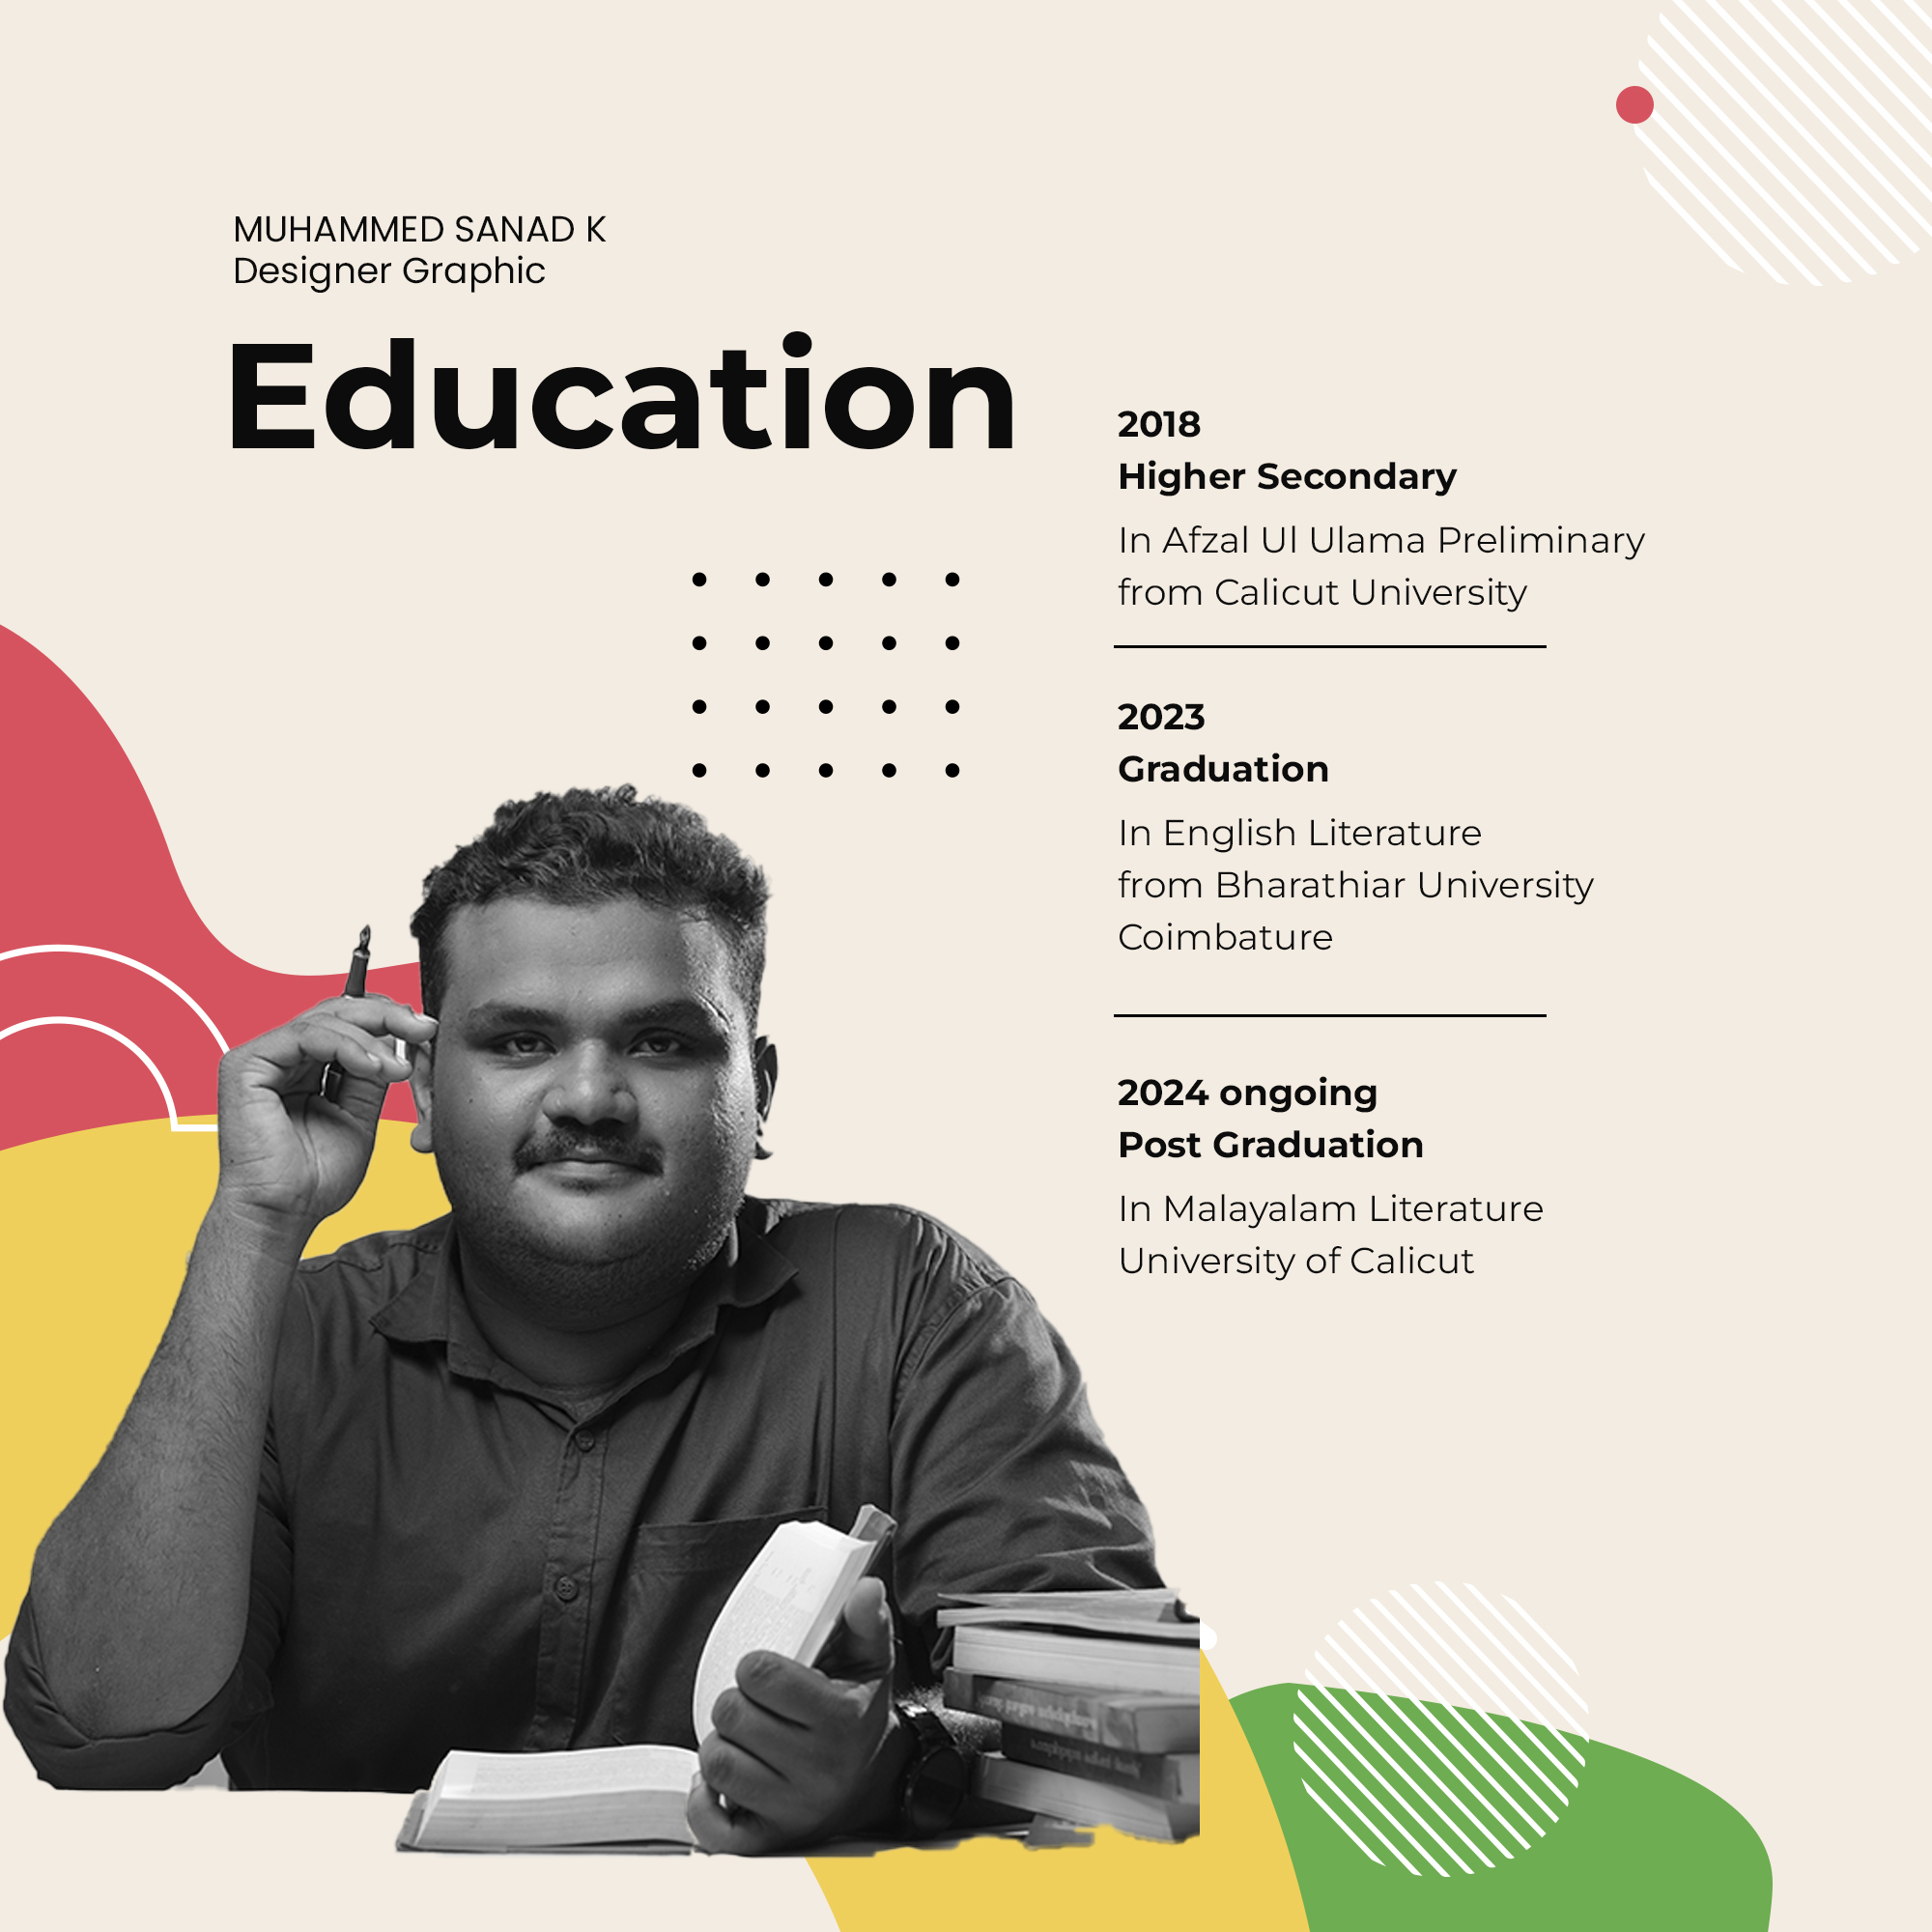 MUHAMMED SANAD K
Designer Graphic
Education
2018
Higher Secondary
In Afzal Ul Ulama Preliminary
from Calicut University
2023
Graduation
In English Literature
from Bharathiar University
Coimbature
2024 ongoing
Post Graduation
In Malayalam Literature
University of Calicut